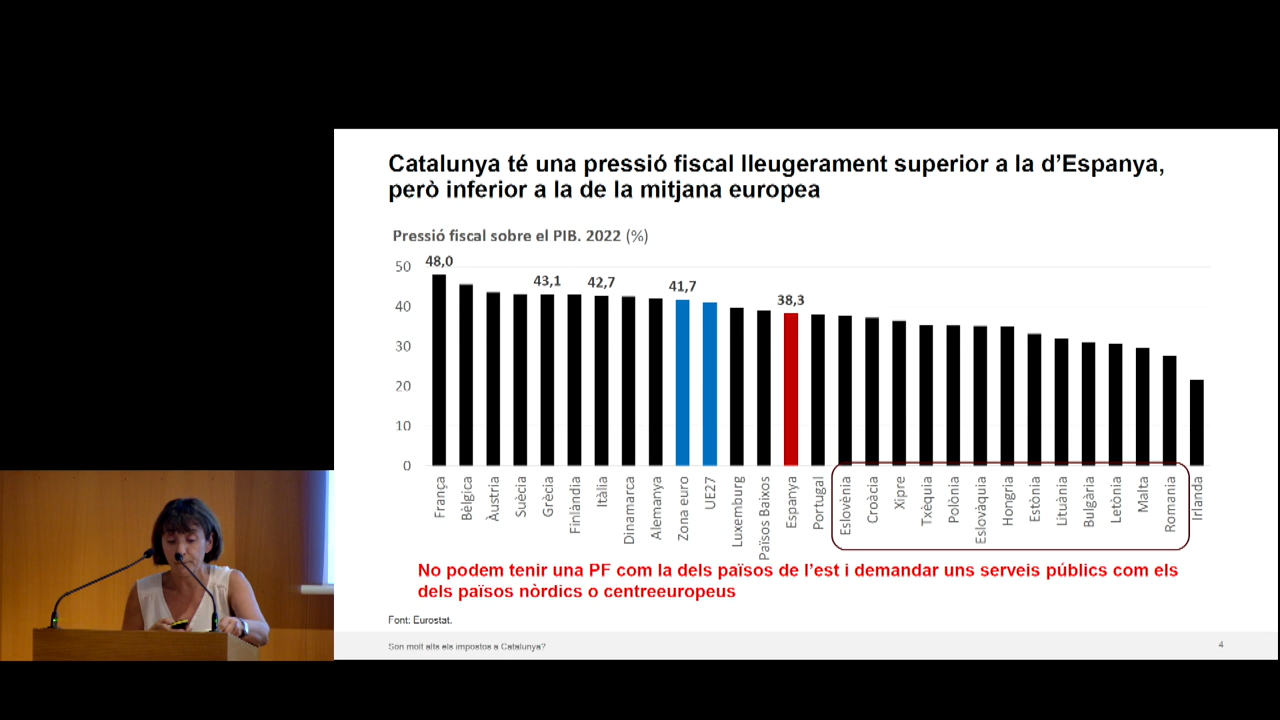 Catalunya té una pressió fiscal lleugerament superior a la d’Espanya,
però inferior a la de la mitjana europea
Pressió fiscal sobre el PIB. 2022 (%)
50
40
30
20
10
0
48,0
43,1
42,7
41,7
38,3
França
Bèlgica
Àustria
Suècia
Grècia
Finlàndia
Itàlia
Dinamarca
Alemanya
Zona euro
UE27
Luxemburg
Països Baixos
Espanya
Portugal
Eslovènia
Croàcia
Xipre
Txèquia
Polònia
Eslovàquia
Hongria
Estònia
Lituània
Bulgària
Letònia
Malta
Romania
Irlanda
No podem tenir una PF com la dels països de l’est i demandar uns serveis públics com els
dels països nòrdics o centreeuropeus
Font: Eurostat.
Son molt alts els impostos a Catalunya?
4